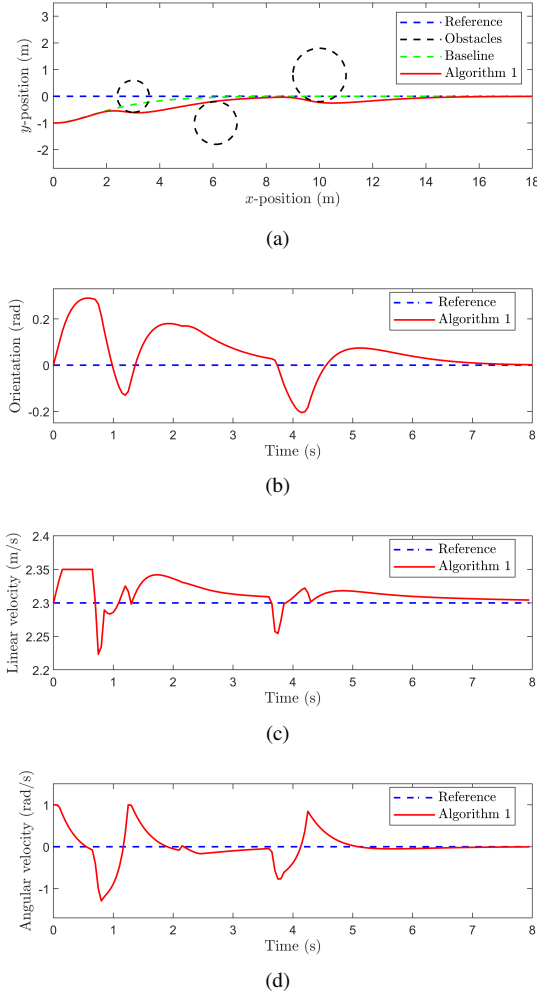 3
2
1
0
-1
-2
y-position (m)
Reference
Obstacles
Baseline
Algorithm 1
0 2 4 6 8 10 12 14 16 18
x-position (m)
(a)
0.2
0
-0.2
Orientation (rad)
Reference
Algorithm 1
0 1 2 3 4 5 6 7 8
Time (s)
(b)
2.4
2.35
2.3
2.25
2.2
Linear velocity (m/s)
Reference
Algorithm 1
0 1 2 3 4 5 6 7 8
Time (s)
(c)
1
0
-1
Angular velocity (rad/s)
Reference
Algorithm 1
0 1 2 3 4 5 6 7 8
Time (s)
(d)